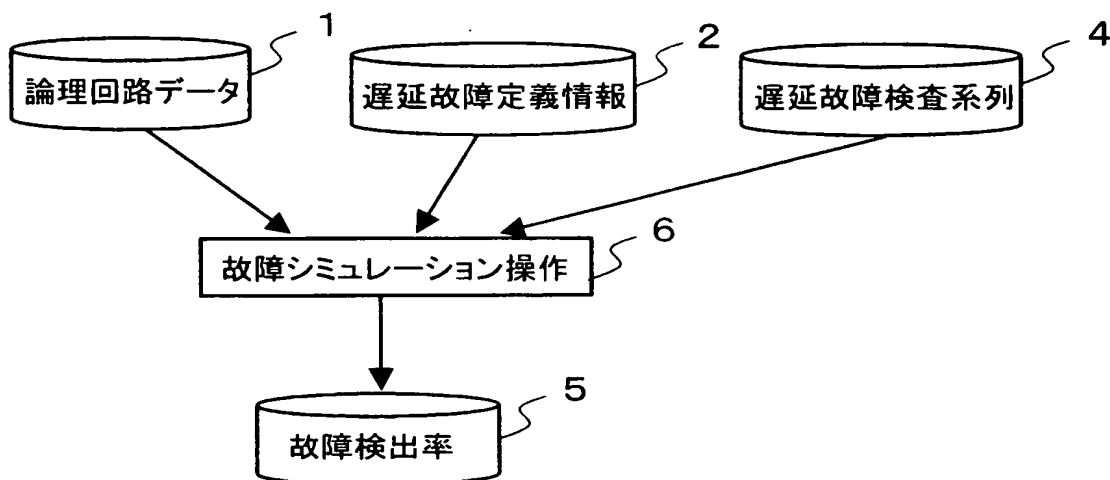 1
論理回路データ
2
遅延故障定義情報
4
遅延故障検査系列
6
故障シミュレーション操作
5
故障検出率